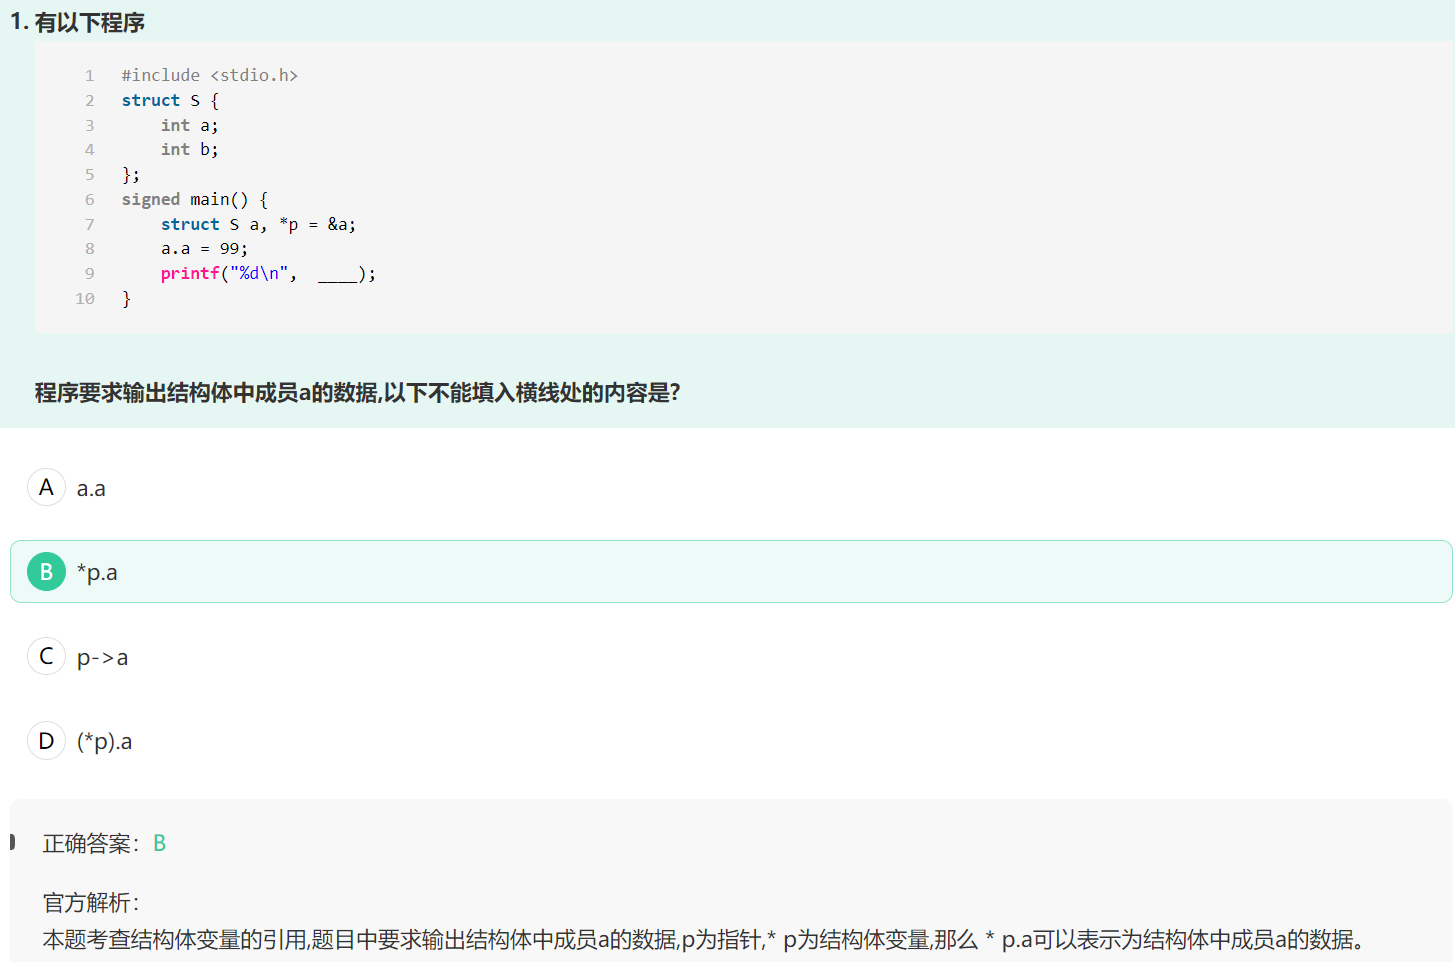 1. 有以下程序
1 #include <stdio.h>
2 struct S {
3 int a;
4 int b;
5 };
6 signed main() {
7 struct S a, *p = &a;
8 a.a = 99;
9 printf("%d\n", ____);
10 }
程序要求输出结构体中成员a的数据,以下不能填入横线处的内容是?
A a.a
B *p.a
C p->a
D (*p).a
正确答案：B
官方解析：
本题考查结构体变量的引用,题目中要求输出结构体中成员a的数据,p为指针,* p为结构体变量,那么 * p.a可以表示为结构体中成员a的数据。